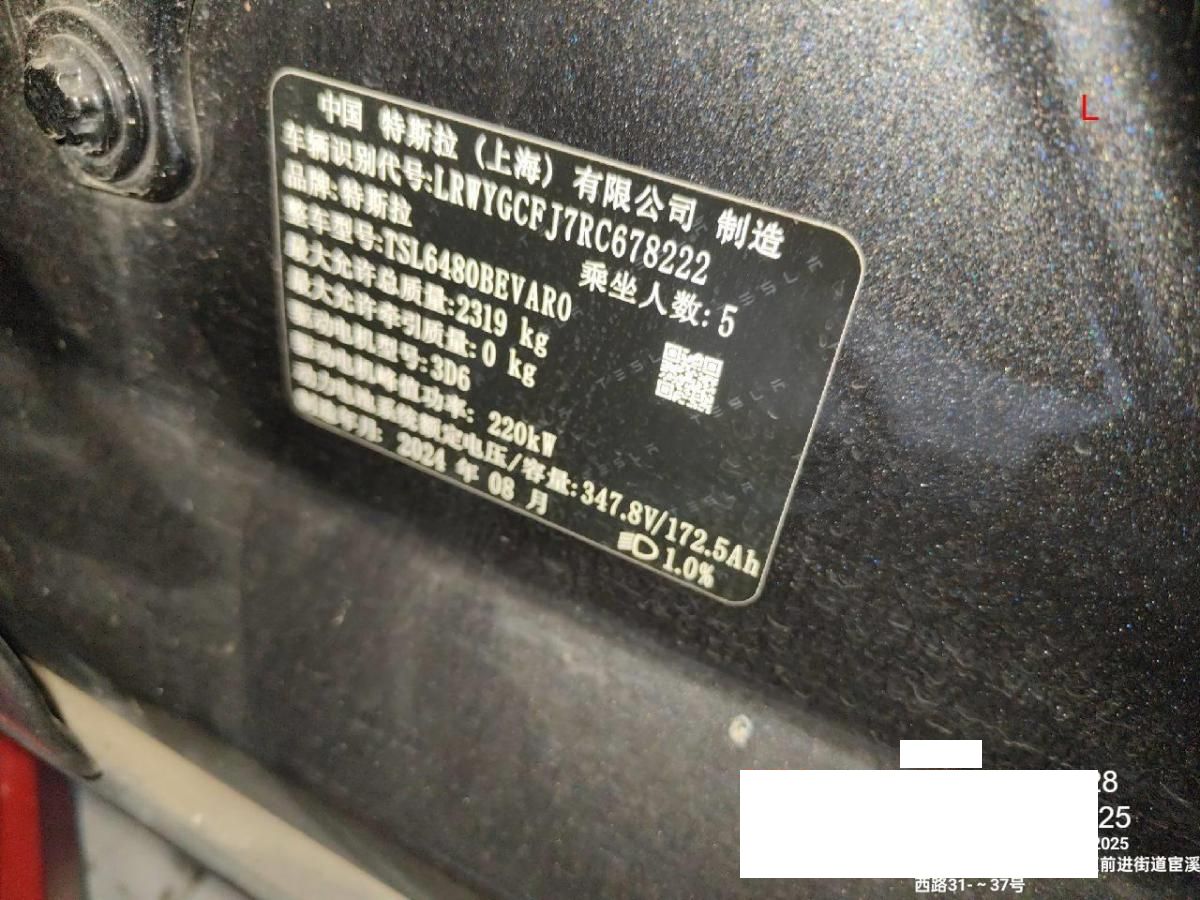 中国 特斯拉 (上海) 有限公司 制造
车辆识别代号:LRWYGCFJ7RC678222
品牌:特斯拉 乘坐人数:5
整车型号:TSL6480BEVAR0
最大允许总质量:2319 kg
最大允许牵引质量:0 kg
驱动电机型号:3D6
驱动电机峰值功率: 220kW
动力电池系统额定电压/容量:347.8V/172.5Ah
制造年月: 2024 年 08 月 1.0%
L
28
25
2025
前进街道宦溪
西路31-~37号